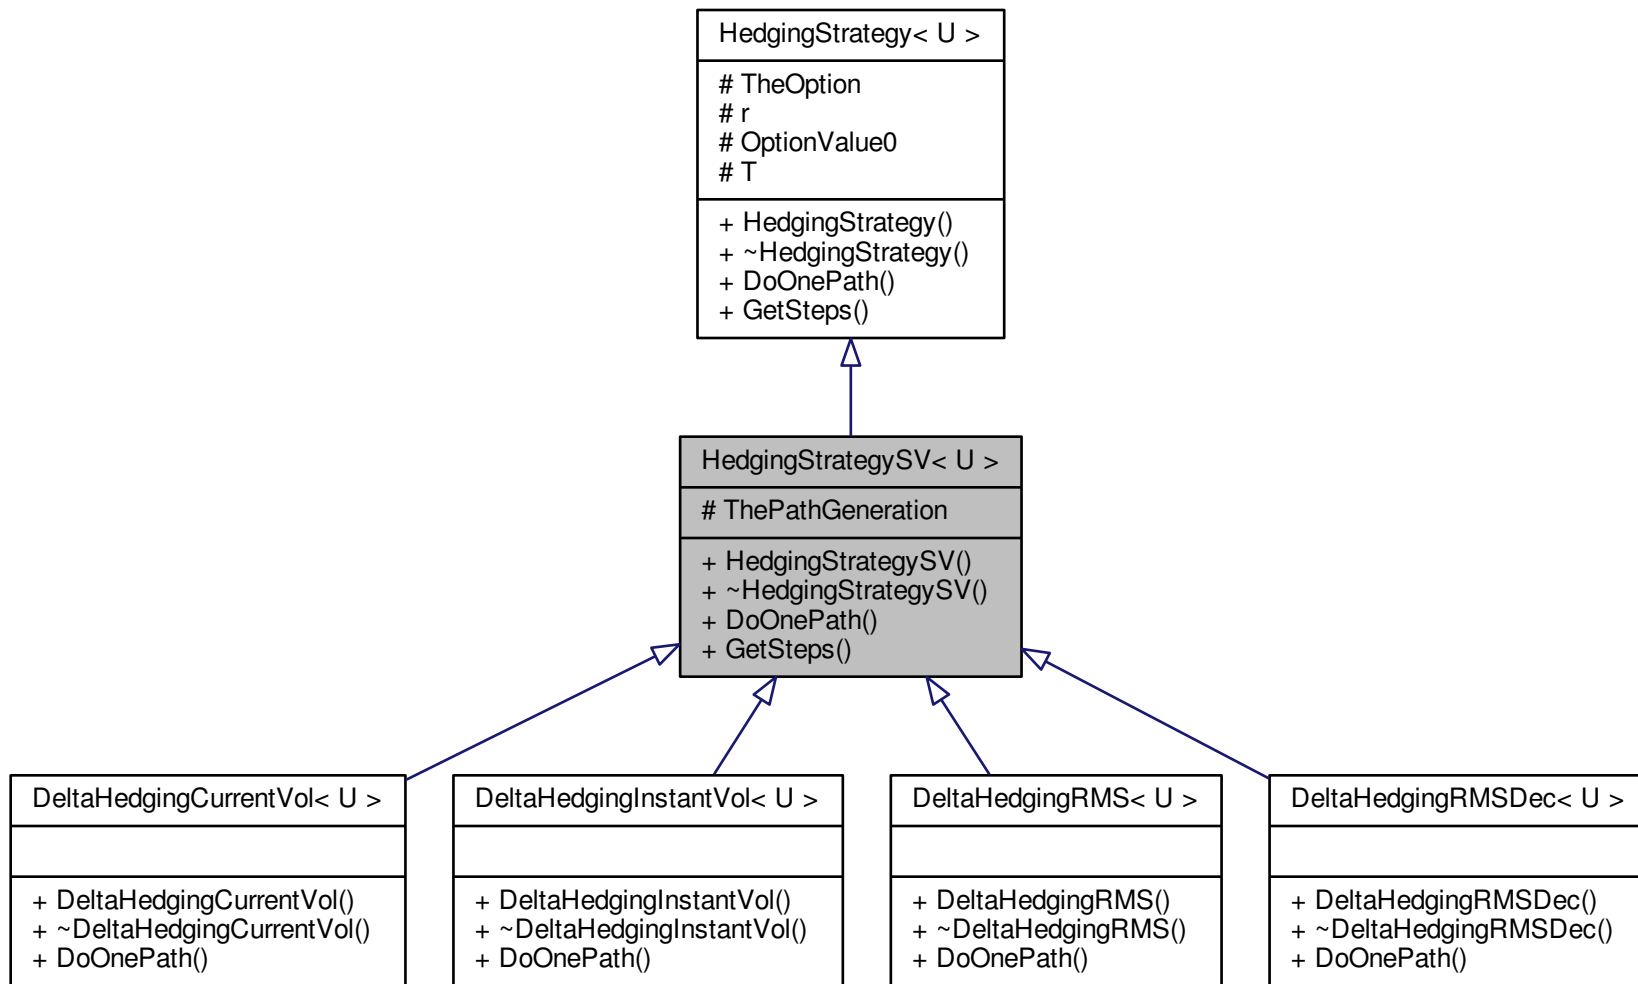 HedgingStrategy< U >
# TheOption
# r
# OptionValue0
# T
+ HedgingStrategy()
+ ~HedgingStrategy()
+ DoOnePath()
+ GetSteps()
HedgingStrategySV< U >
# ThePathGeneration
+ HedgingStrategySV()
+ ~HedgingStrategySV()
+ DoOnePath()
+ GetSteps()
DeltaHedgingCurrentVol< U >
+ DeltaHedgingCurrentVol()
+ ~DeltaHedgingCurrentVol()
+ DoOnePath()
DeltaHedgingInstantVol< U >
+ DeltaHedgingInstantVol()
+ ~DeltaHedgingInstantVol()
+ DoOnePath()
DeltaHedgingRMS< U >
+ DeltaHedgingRMS()
+ ~DeltaHedgingRMS()
+ DoOnePath()
DeltaHedgingRMSDec< U >
+ DeltaHedgingRMSDec()
+ ~DeltaHedgingRMSDec()
+ DoOnePath()